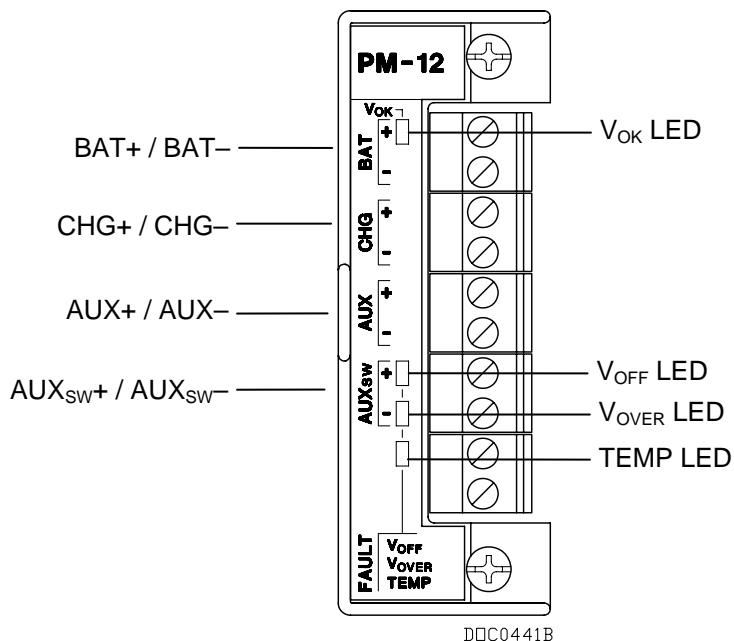 PM-12
VOK
BAT + -
CHG + -
AUX + -
AUXSW + -
FAULT
VOFF
VOVER
TEMP
BAT+ / BAT–
CHG+ / CHG–
AUX+ / AUX–
AUXSW+ / AUXSW–
VOK LED
VOFF LED
VOVER LED
TEMP LED
DOC0441B